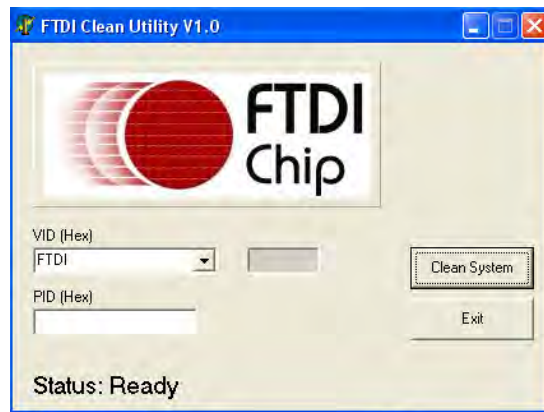 FTDI Clean Utility V1.0
FTDI
Chip
VID (Hex)
FTDI
Clean System
PID (Hex)
Exit
Status: Ready